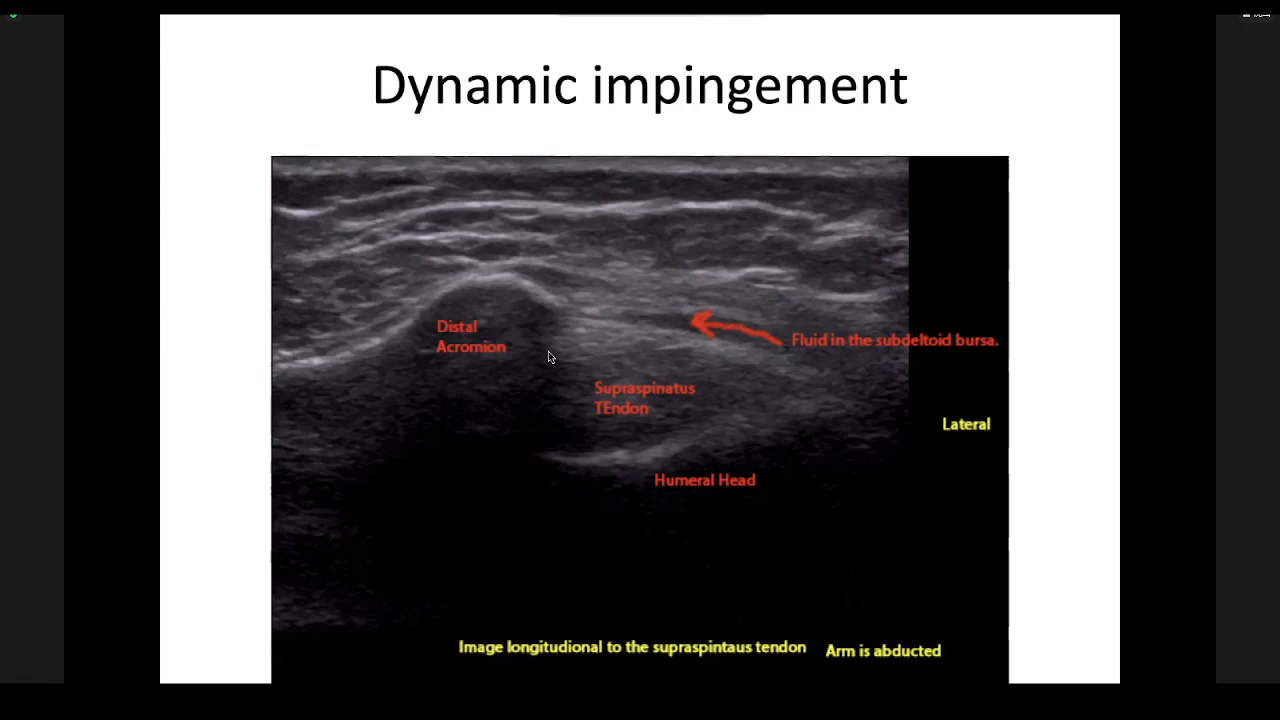 Dynamic impingement
Distal
Acromion
Fluid in the subdeltoid bursa.
Supraspinatus
TEndon
Lateral
Humeral Head
Image longitudional to the supraspintaus tendon
Arm is abducted